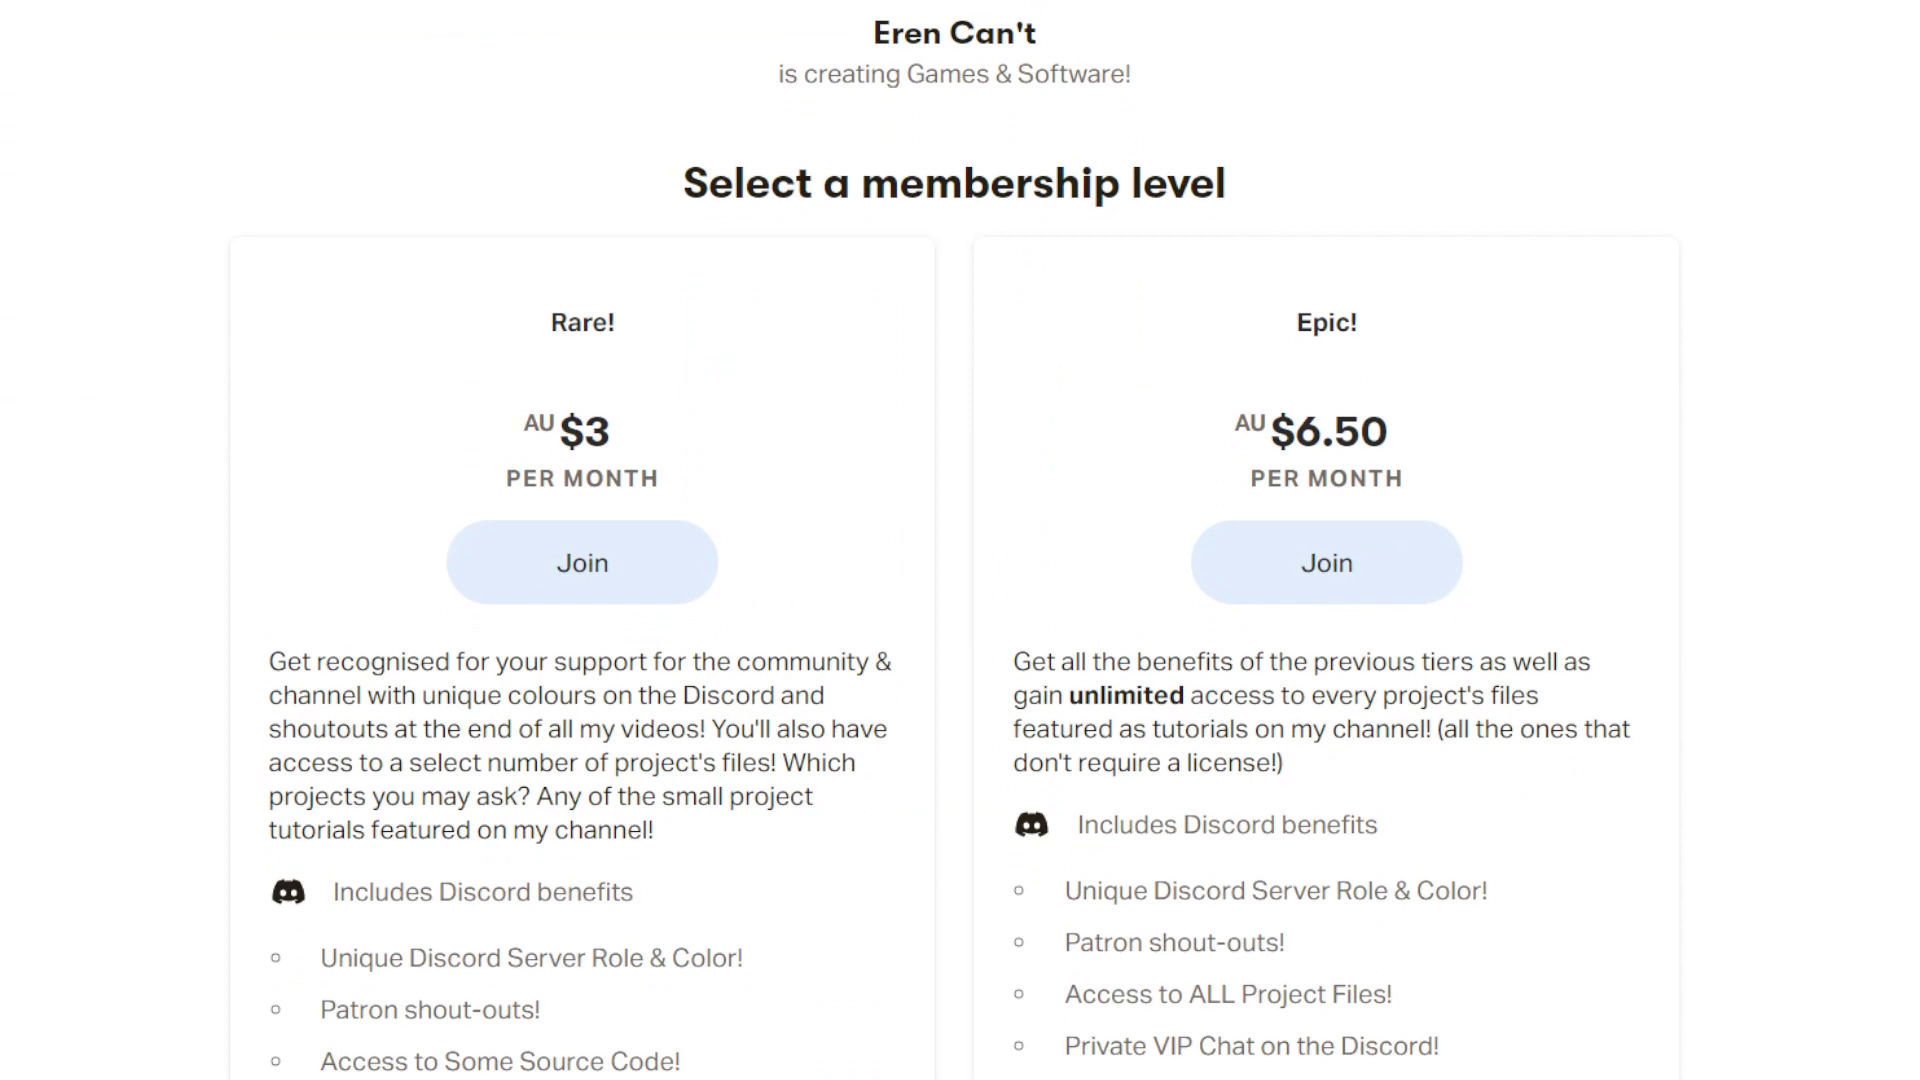 Eren Can't
is creating Games & Software!
Select a membership level
Rare!
AU $3
PER MONTH
Join
Get recognised for your support for the community &
channel with unique colours on the Discord and
shoutouts at the end of all my videos! You'll also have
access to a select number of project's files! Which
projects you may ask? Any of the small project
tutorials featured on my channel!
Includes Discord benefits
Unique Discord Server Role & Color!
Patron shout-outs!
Access to Some Source Code!
Epic!
AU $6.50
PER MONTH
Join
Get all the benefits of the previous tiers as well as
gain unlimited access to every project's files
featured as tutorials on my channel! (all the ones that
don't require a license!)
Includes Discord benefits
Unique Discord Server Role & Color!
Patron shout-outs!
Access to ALL Project Files!
Private VIP Chat on the Discord!